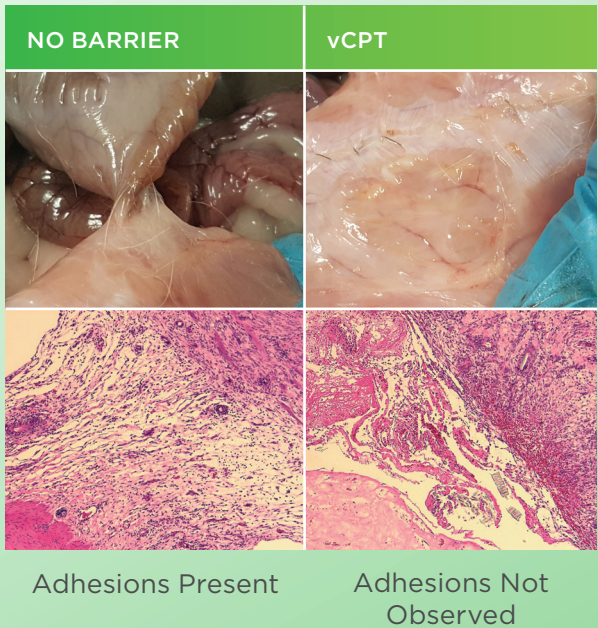 NO BARRIER
vCPT
Adhesions Present
Adhesions Not
Observed